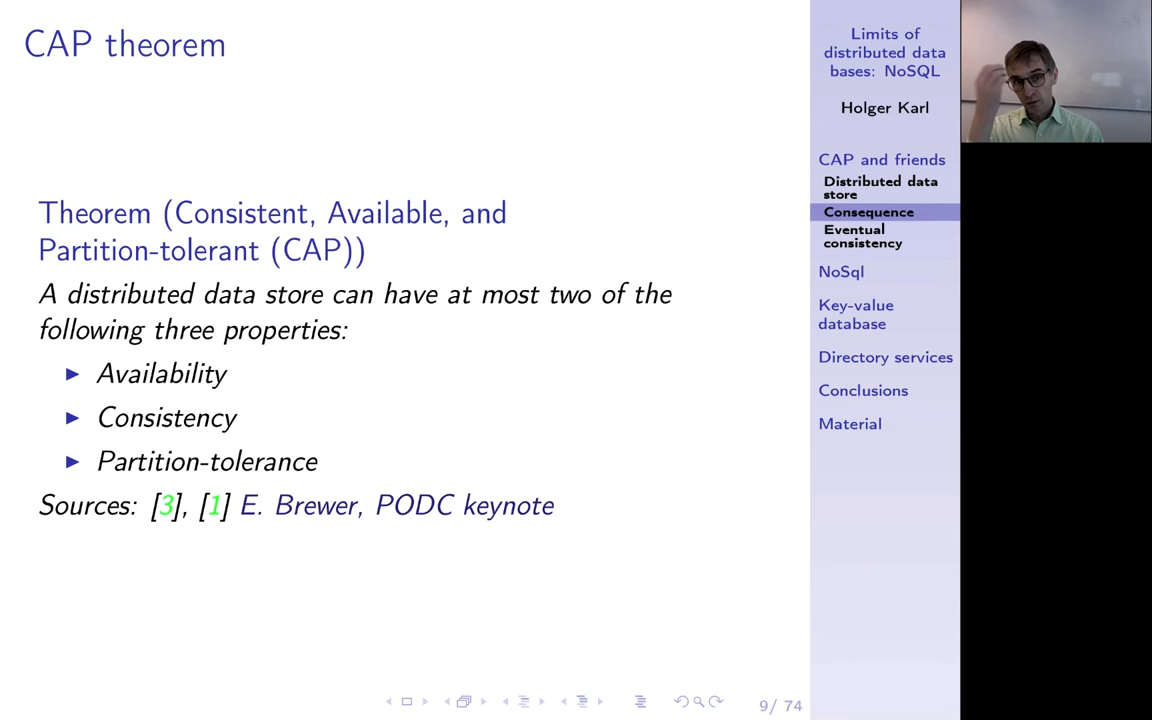 CAP theorem
Theorem (Consistent, Available, and
Partition-tolerant (CAP))
A distributed data store can have at most two of the
following three properties:
► Availability
► Consistency
► Partition-tolerance
Sources: [3], [1] E. Brewer, PODC keynote
9/ 74
Limits of
distributed data
bases: NoSQL
Holger Karl
CAP and friends
Distributed data
store
Consequence
Eventual
consistency
NoSql
Key-value
database
Directory services
Conclusions
Material